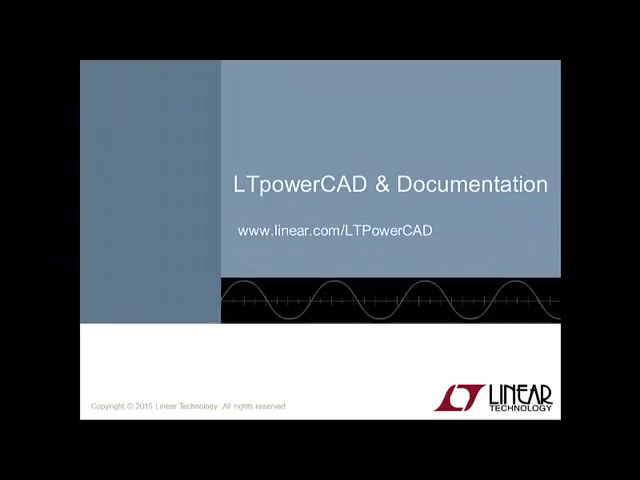 LTpowerCAD & Documentation
www.linear.com/LTPowerCAD
Copyright © 2015 Linear Technology. All rights reserved
LINEAR
TECHNOLOGY